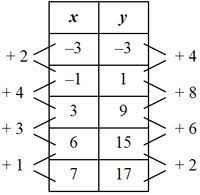 x y
–3 –3
+ 2 + 4
–1 1
+ 4 + 8
3 9
+ 3 + 6
6 15
+ 1 + 2
7 17